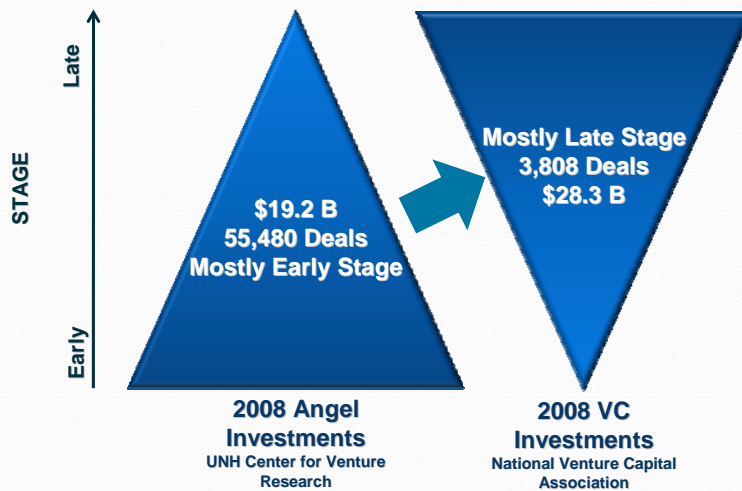 Late
STAGE
Early
$19.2 B
55,480 Deals
Mostly Early Stage
Mostly Late Stage
3,808 Deals
$28.3 B
2008 Angel
Investments
UNH Center for Venture
Research
2008 VC
Investments
National Venture Capital
Association